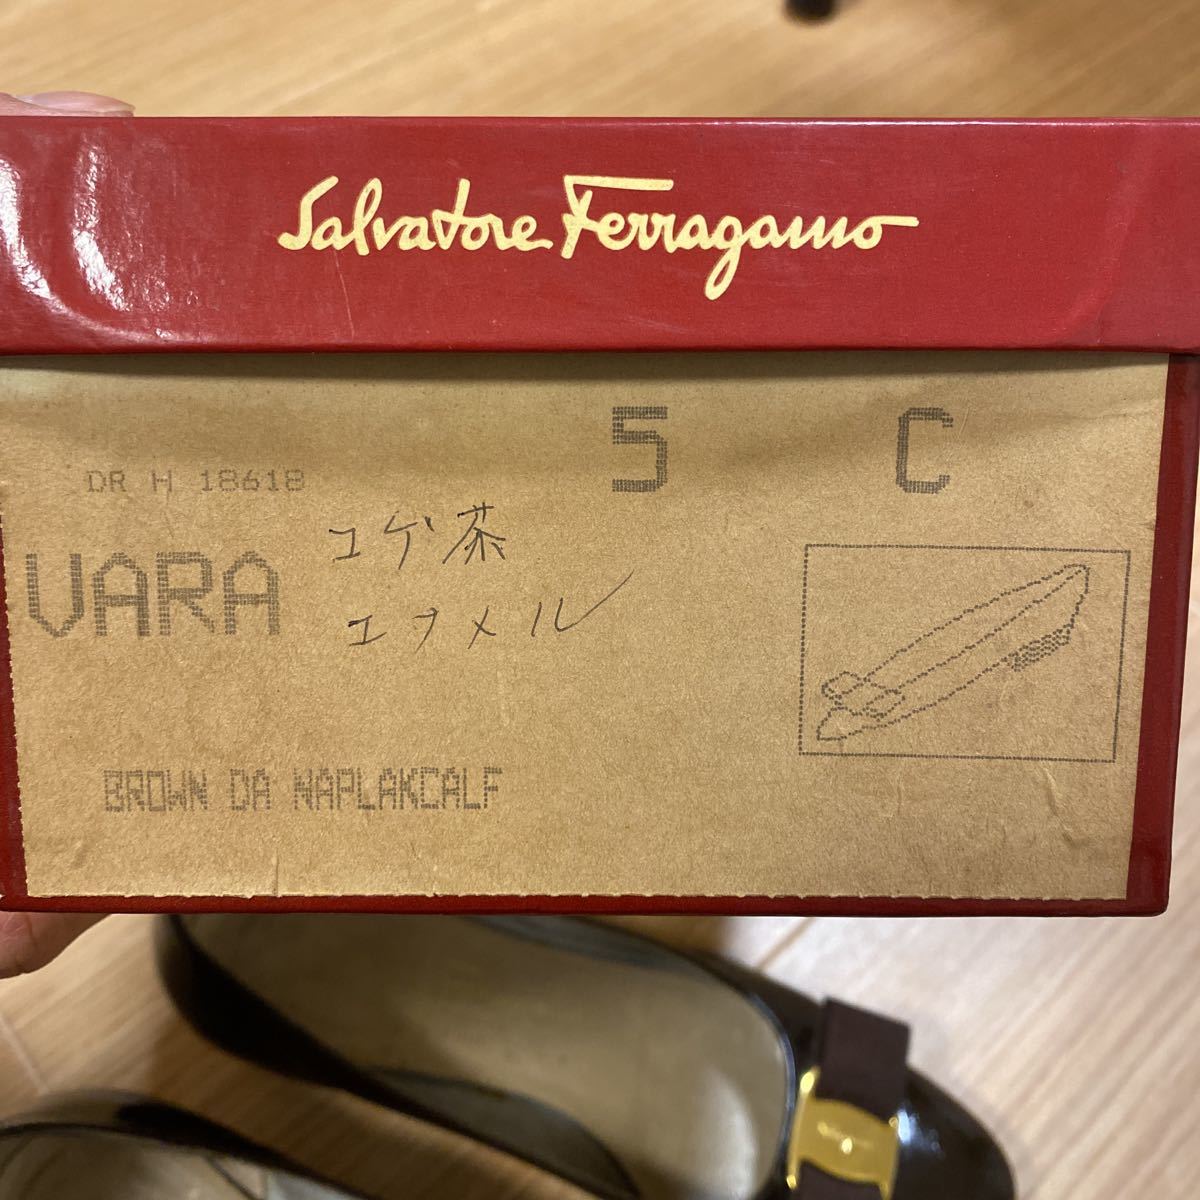 Salvatore Ferragamo
5 C
DR H 18618
コゲ茶
VARA
エナメル
BROWN DA NAPLAKCALF